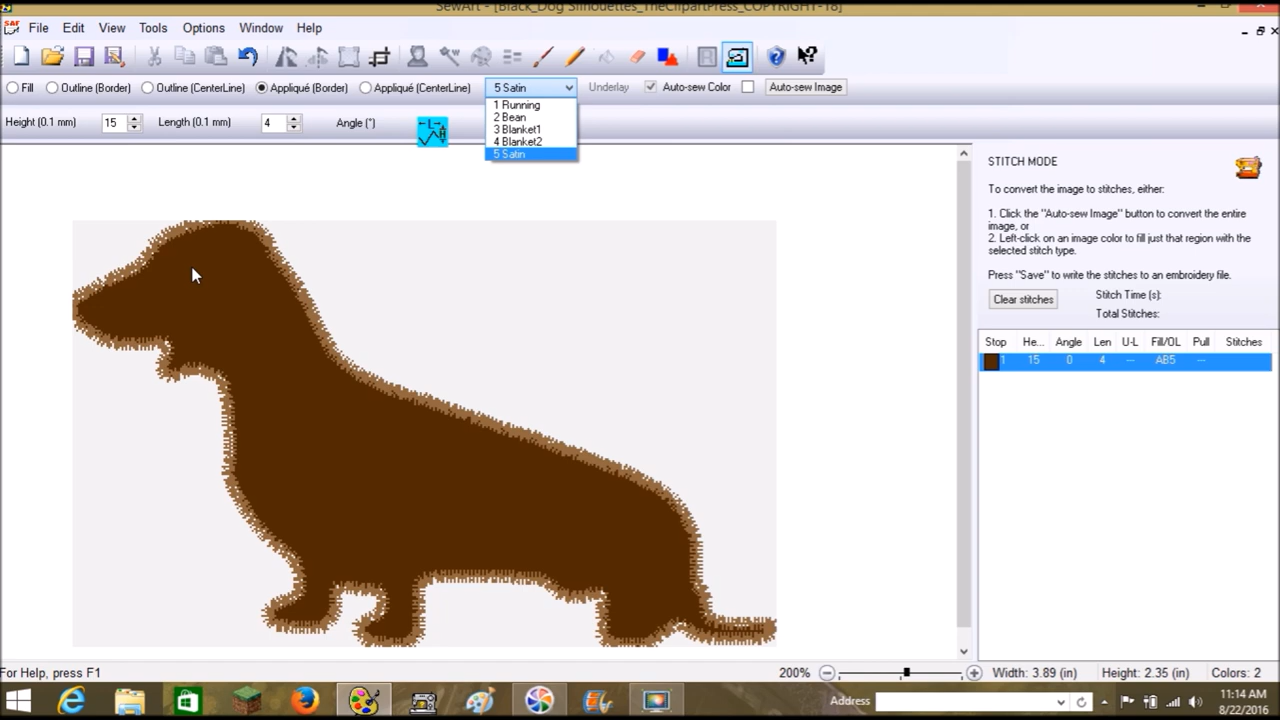 SewArt - [Black_Dog Silhouettes_TheClipartPress_COPYRIGHT-18]
File Edit View Tools Options Window Help
Fill Outline (Border) Outline (CenterLine) Appliqué (Border) Appliqué (CenterLine) 5 Satin Underlay Auto-sew Color Auto-sew Image
1 Running
2 Bean
3 Blanket1
4 Blanket2
5 Satin
Height (0.1 mm) 15 Length (0.1 mm) 4 Angle (°)
STITCH MODE
To convert the image to stitches, either:
1. Click the "Auto-sew Image" button to convert the entire
image, or
2. Left-click on an image color to fill just that region with the
selected stitch type.
Press "Save" to write the stitches to an embroidery file.
Clear stitches
Stitch Time (s):
Total Stitches:
Stop He... Angle Len U-L Fill/OL Pull Stitches
1 15 0 4 --- AB5 ---
For Help, press F1
200%
Width: 3.89 (in) Height: 2.35 (in) Colors: 2
Address
11:14 AM
8/22/2016